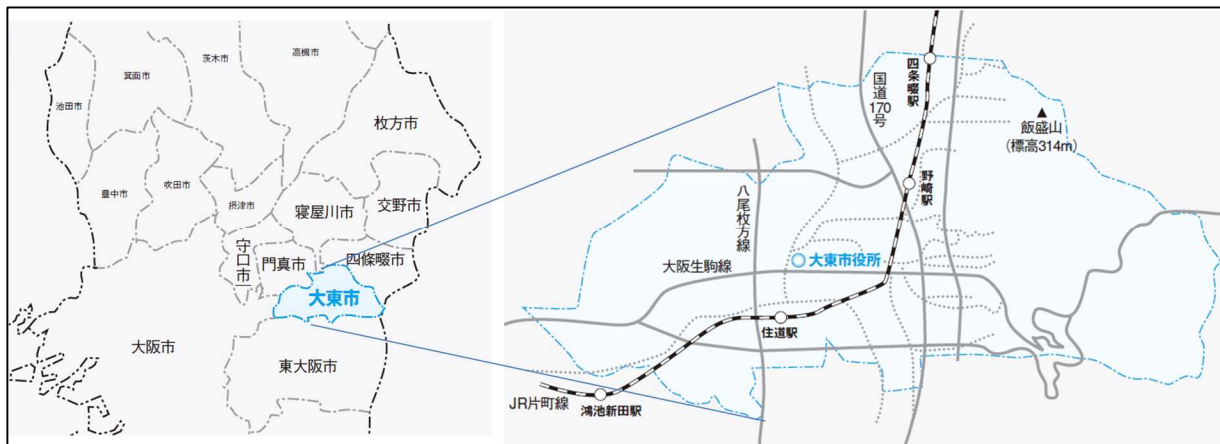 茨木市
高槻市
箕面市
池田市
枚方市
豊中市
吹田市
摂津市
寝屋川市
交野市
守口市
門真市
四條畷市
大東市
大阪市
東大阪市
四条畷駅
国道170号
飯盛山
(標高314m)
野崎駅
八尾枚方線
大東市役所
大阪生駒線
住道駅
JR片町線
鴻池新田駅